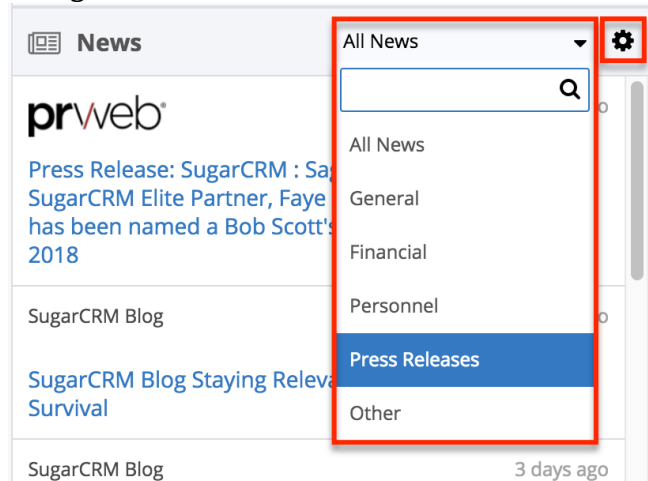 News
All News
prweb
o
Press Release: SugarCRM : Sa
SugarCRM Elite Partner, Faye
has been named a Bob Scott's
2018
All News
General
Financial
Personnel
Press Releases
Other
SugarCRM Blog
o
SugarCRM Blog Staying Releva
Survival
SugarCRM Blog
3 days ago